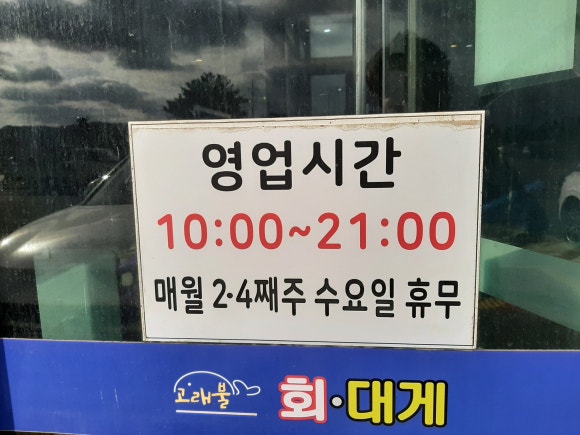 영업시간
10:00~21:00
매월 2·4째주 수요일 휴무
고래불 회·대게